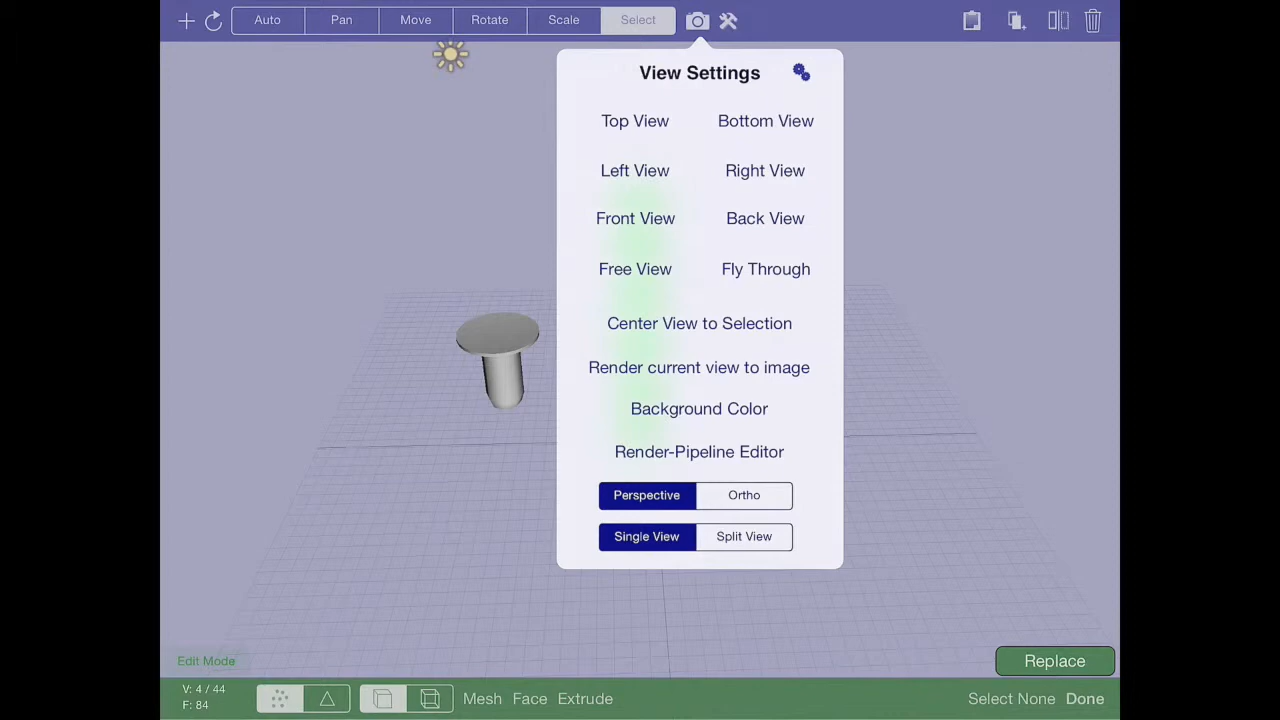 Auto Pan Move Rotate Scale Select
View Settings
Top View Bottom View
Left View Right View
Front View Back View
Free View Fly Through
Center View to Selection
Render current view to image
Background Color
Render-Pipeline Editor
Perspective Ortho
Single View Split View
Edit Mode Replace
V: 4 / 44
F: 84
Mesh Face Extrude Select None Done